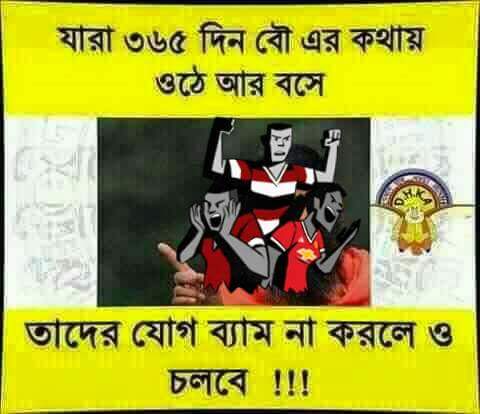 যারা ৩৬৫ দিন বৌ এর কথায়
ওঠে আর বসে
D.H.K.A
তাদের যোগ ব্যাম না করলে ও
চলবে !!!